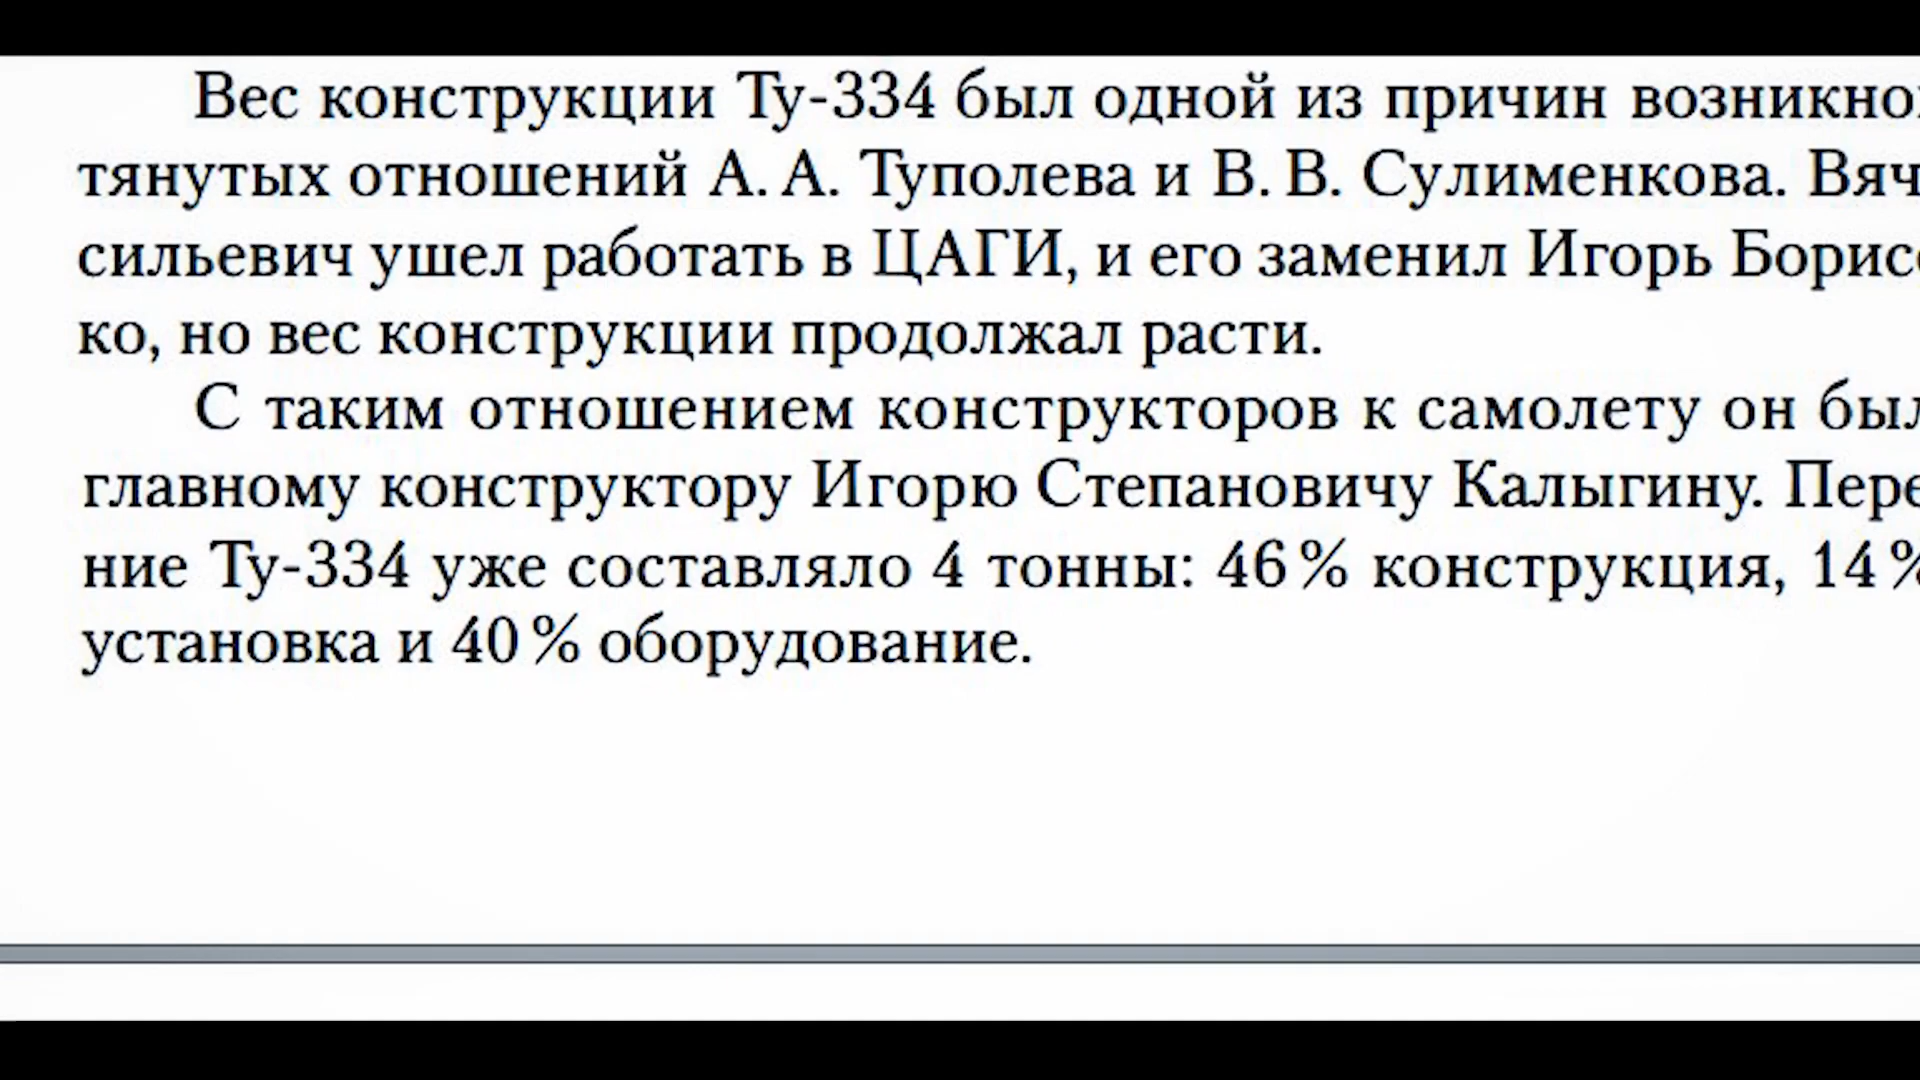 Вес конструкции Ту-334 был одной из причин возникно
тянутых отношений А. А. Туполева и В. В. Сулименкова. Вяч
сильевич ушел работать в ЦАГИ, и его заменил Игорь Борис
ко, но вес конструкции продолжал расти.
С таким отношением конструкторов к самолету он был
главному конструктору Игорю Степановичу Калыгину. Пере
ние Ту-334 уже составляло 4 тонны: 46 % конструкция, 14 %
установка и 40 % оборудование.